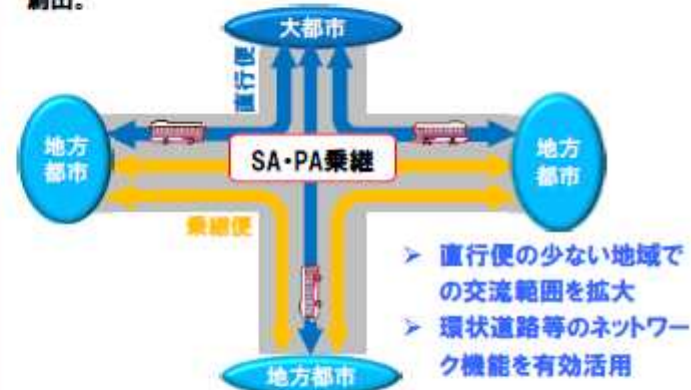 創出。
大都市
直行便
地方
都市
SA・PA乗継
地方
都市
乗継便
➢ 直行便の少ない地域で
の交流範囲を拡大
➢ 環状道路等のネットワー
ク機能を有効活用
地方都市